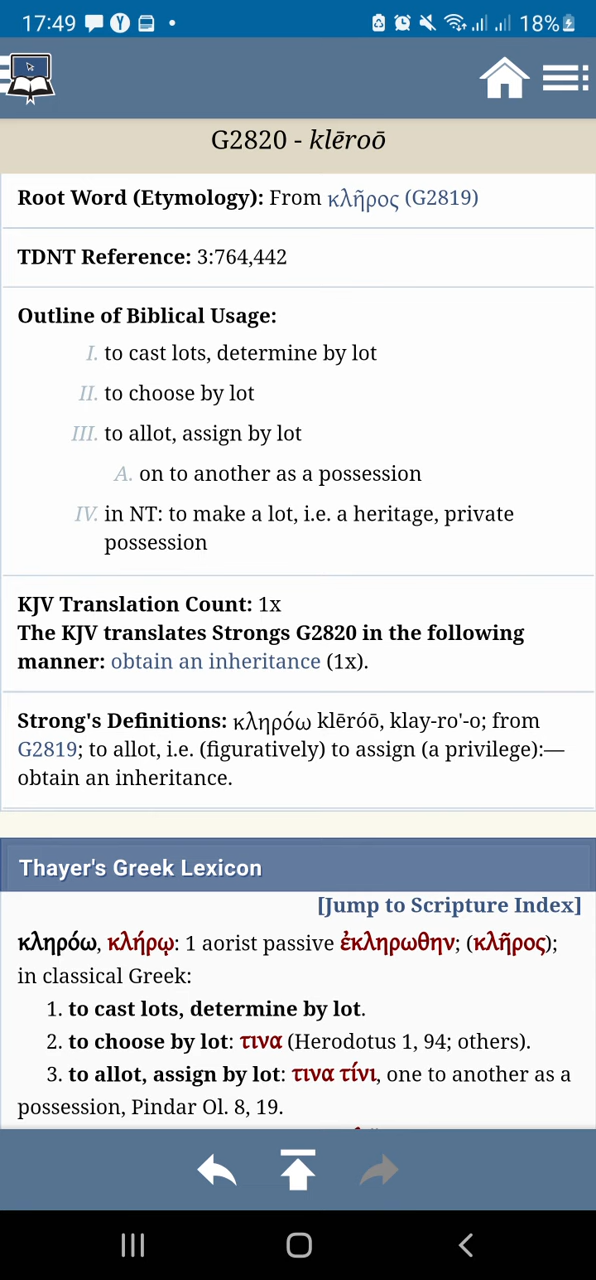 17:49
18%
G2820 - klēroō
Root Word (Etymology): From κλῆρος (G2819)
TDNT Reference: 3:764,442
Outline of Biblical Usage:
I. to cast lots, determine by lot
II. to choose by lot
III. to allot, assign by lot
A. on to another as a possession
IV. in NT: to make a lot, i.e. a heritage, private
possession
KJV Translation Count: 1x
The KJV translates Strongs G2820 in the following
manner: obtain an inheritance (1x).
Strong's Definitions: κληρόω klēróō, klay-ro'-o; from
G2819; to allot, i.e. (figuratively) to assign (a privilege):—
obtain an inheritance.
Thayer's Greek Lexicon
[Jump to Scripture Index]
κληρόω, κλήρῳ: 1 aorist passive ἐκληρωθην; (κλῆρος);
in classical Greek:
1. to cast lots, determine by lot.
2. to choose by lot: τινα (Herodotus 1, 94; others).
3. to allot, assign by lot: τινα τίνι, one to another as a
possession, Pindar Ol. 8, 19.